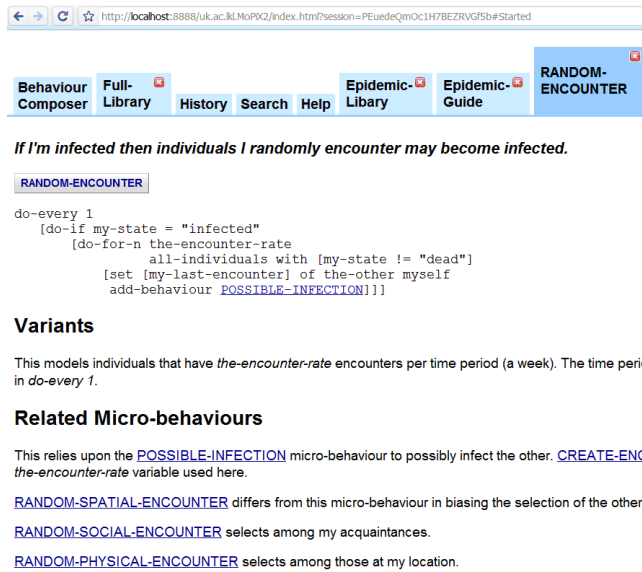 http://localhost:8888/uk.ac.lkl.MoPiX2/index.html?session=PEuedeQmOc1H7BEZRVGf5b#Started
Behaviour Composer
Full-Library
History
Search
Help
Epidemic-Libary
Epidemic-Guide
RANDOM-ENCOUNTER
If I'm infected then individuals I randomly encounter may become infected.
RANDOM-ENCOUNTER
do-every 1
[do-if my-state = "infected"
[do-for-n the-encounter-rate
all-individuals with [my-state != "dead"]
[set [my-last-encounter] of the-other myself
add-behaviour POSSIBLE-INFECTION]]]
Variants
This models individuals that have the-encounter-rate encounters per time period (a week). The time peri
in do-every 1.
Related Micro-behaviours
This relies upon the POSSIBLE-INFECTION micro-behaviour to possibly infect the other. CREATE-ENC
the-encounter-rate variable used here.
RANDOM-SPATIAL-ENCOUNTER differs from this micro-behaviour in biasing the selection of the other
RANDOM-SOCIAL-ENCOUNTER selects among my acquaintances.
RANDOM-PHYSICAL-ENCOUNTER selects among those at my location.